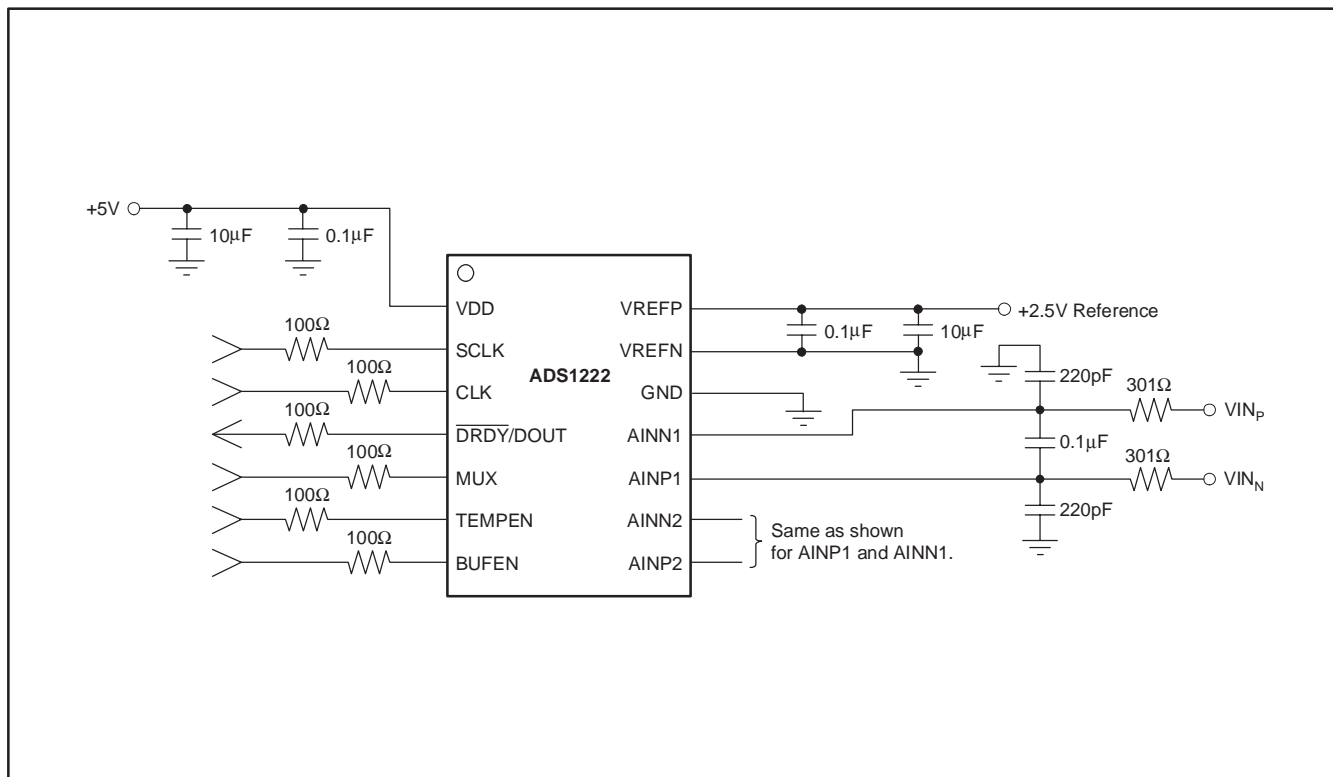 +5V
10μF
0.1μF
100Ω
100Ω
100Ω
100Ω
100Ω
100Ω
VDD
SCLK
CLK
DRDY/DOUT
MUX
TEMPEN
BUFEN
ADS1222
VREFP
VREFN
GND
AINN1
AINP1
AINN2
AINP2
0.1μF
10μF
+2.5V Reference
220pF
301Ω
VINP
0.1μF
301Ω
VINN
220pF
Same as shown
for AINP1 and AINN1.